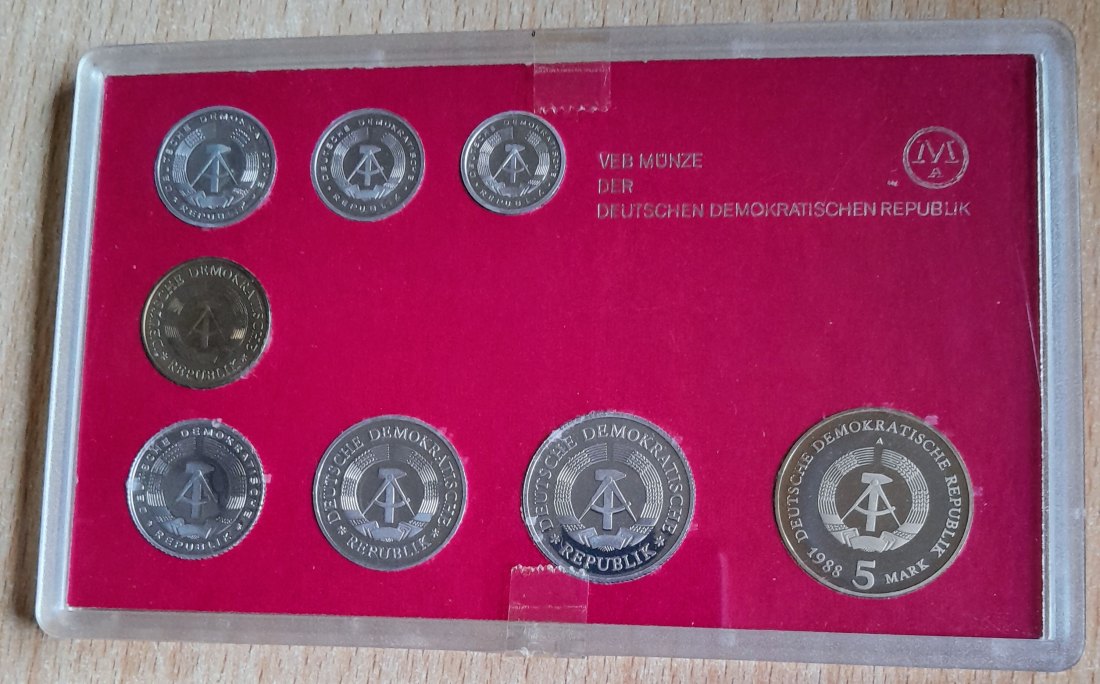 DEUTSCHE DEMOKRATISCHE
REPUBLIK
DEUTSCHE DEMOKRATISCHE
REPUBLIK
DEUTSCHE DEMOKRATISCHE
REPUBLIK
VEB MÜNZE
DER
DEUTSCHEN DEMOKRATISCHEN REPUBLIK
M
A
DEUTSCHE DEMOKRATISCHE
REPUBLIK
DEUTSCHE DEMOKRATISCHE
REPUBLIK
DEUTSCHE DEMOKRATISCHE
REPUBLIK
DEUTSCHE DEMOKRATISCHE
REPUBLIK
DEUTSCHE DEMOKRATISCHE REPUBLIK
A
1988 5 MARK